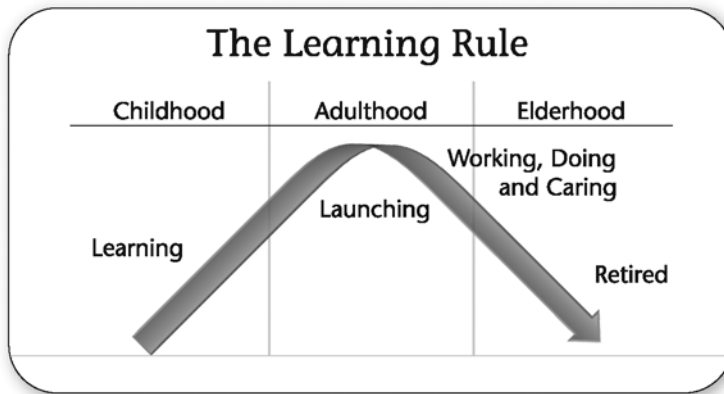 The Learning Rule
Childhood Adulthood Elderhood
Working, Doing
and Caring
Launching
Learning
Retired